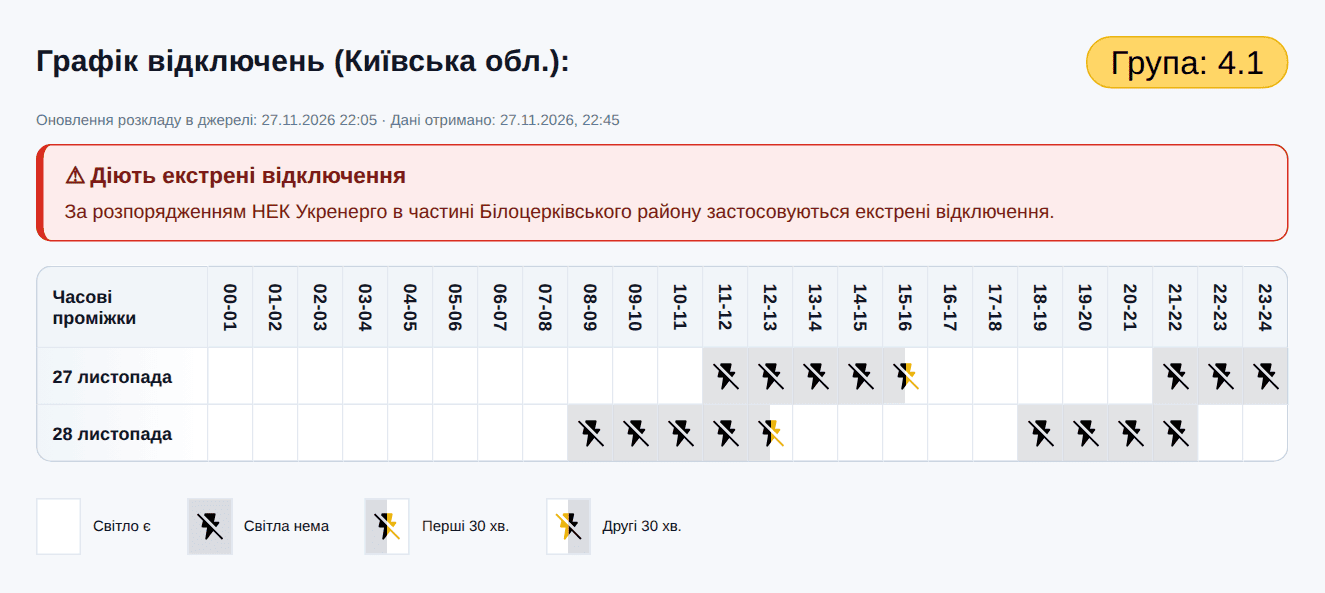 Графік відключень (Київська обл.):
Група: 4.1
Оновлення розкладу в джерелі: 27.11.2026 22:05 · Дані отримано: 27.11.2026, 22:45
⚠ Діють екстрені відключення
За розпорядженням НЕК Укренерго в частині Білоцерківського району застосовуються екстрені відключення.
Часові
проміжки
00-01
01-02
02-03
03-04
04-05
05-06
06-07
07-08
08-09
09-10
10-11
11-12
12-13
13-14
14-15
15-16
16-17
17-18
18-19
19-20
20-21
21-22
22-23
23-24
27 листопада
28 листопада
Світло є
Світла нема
Перші 30 хв.
Другі 30 хв.